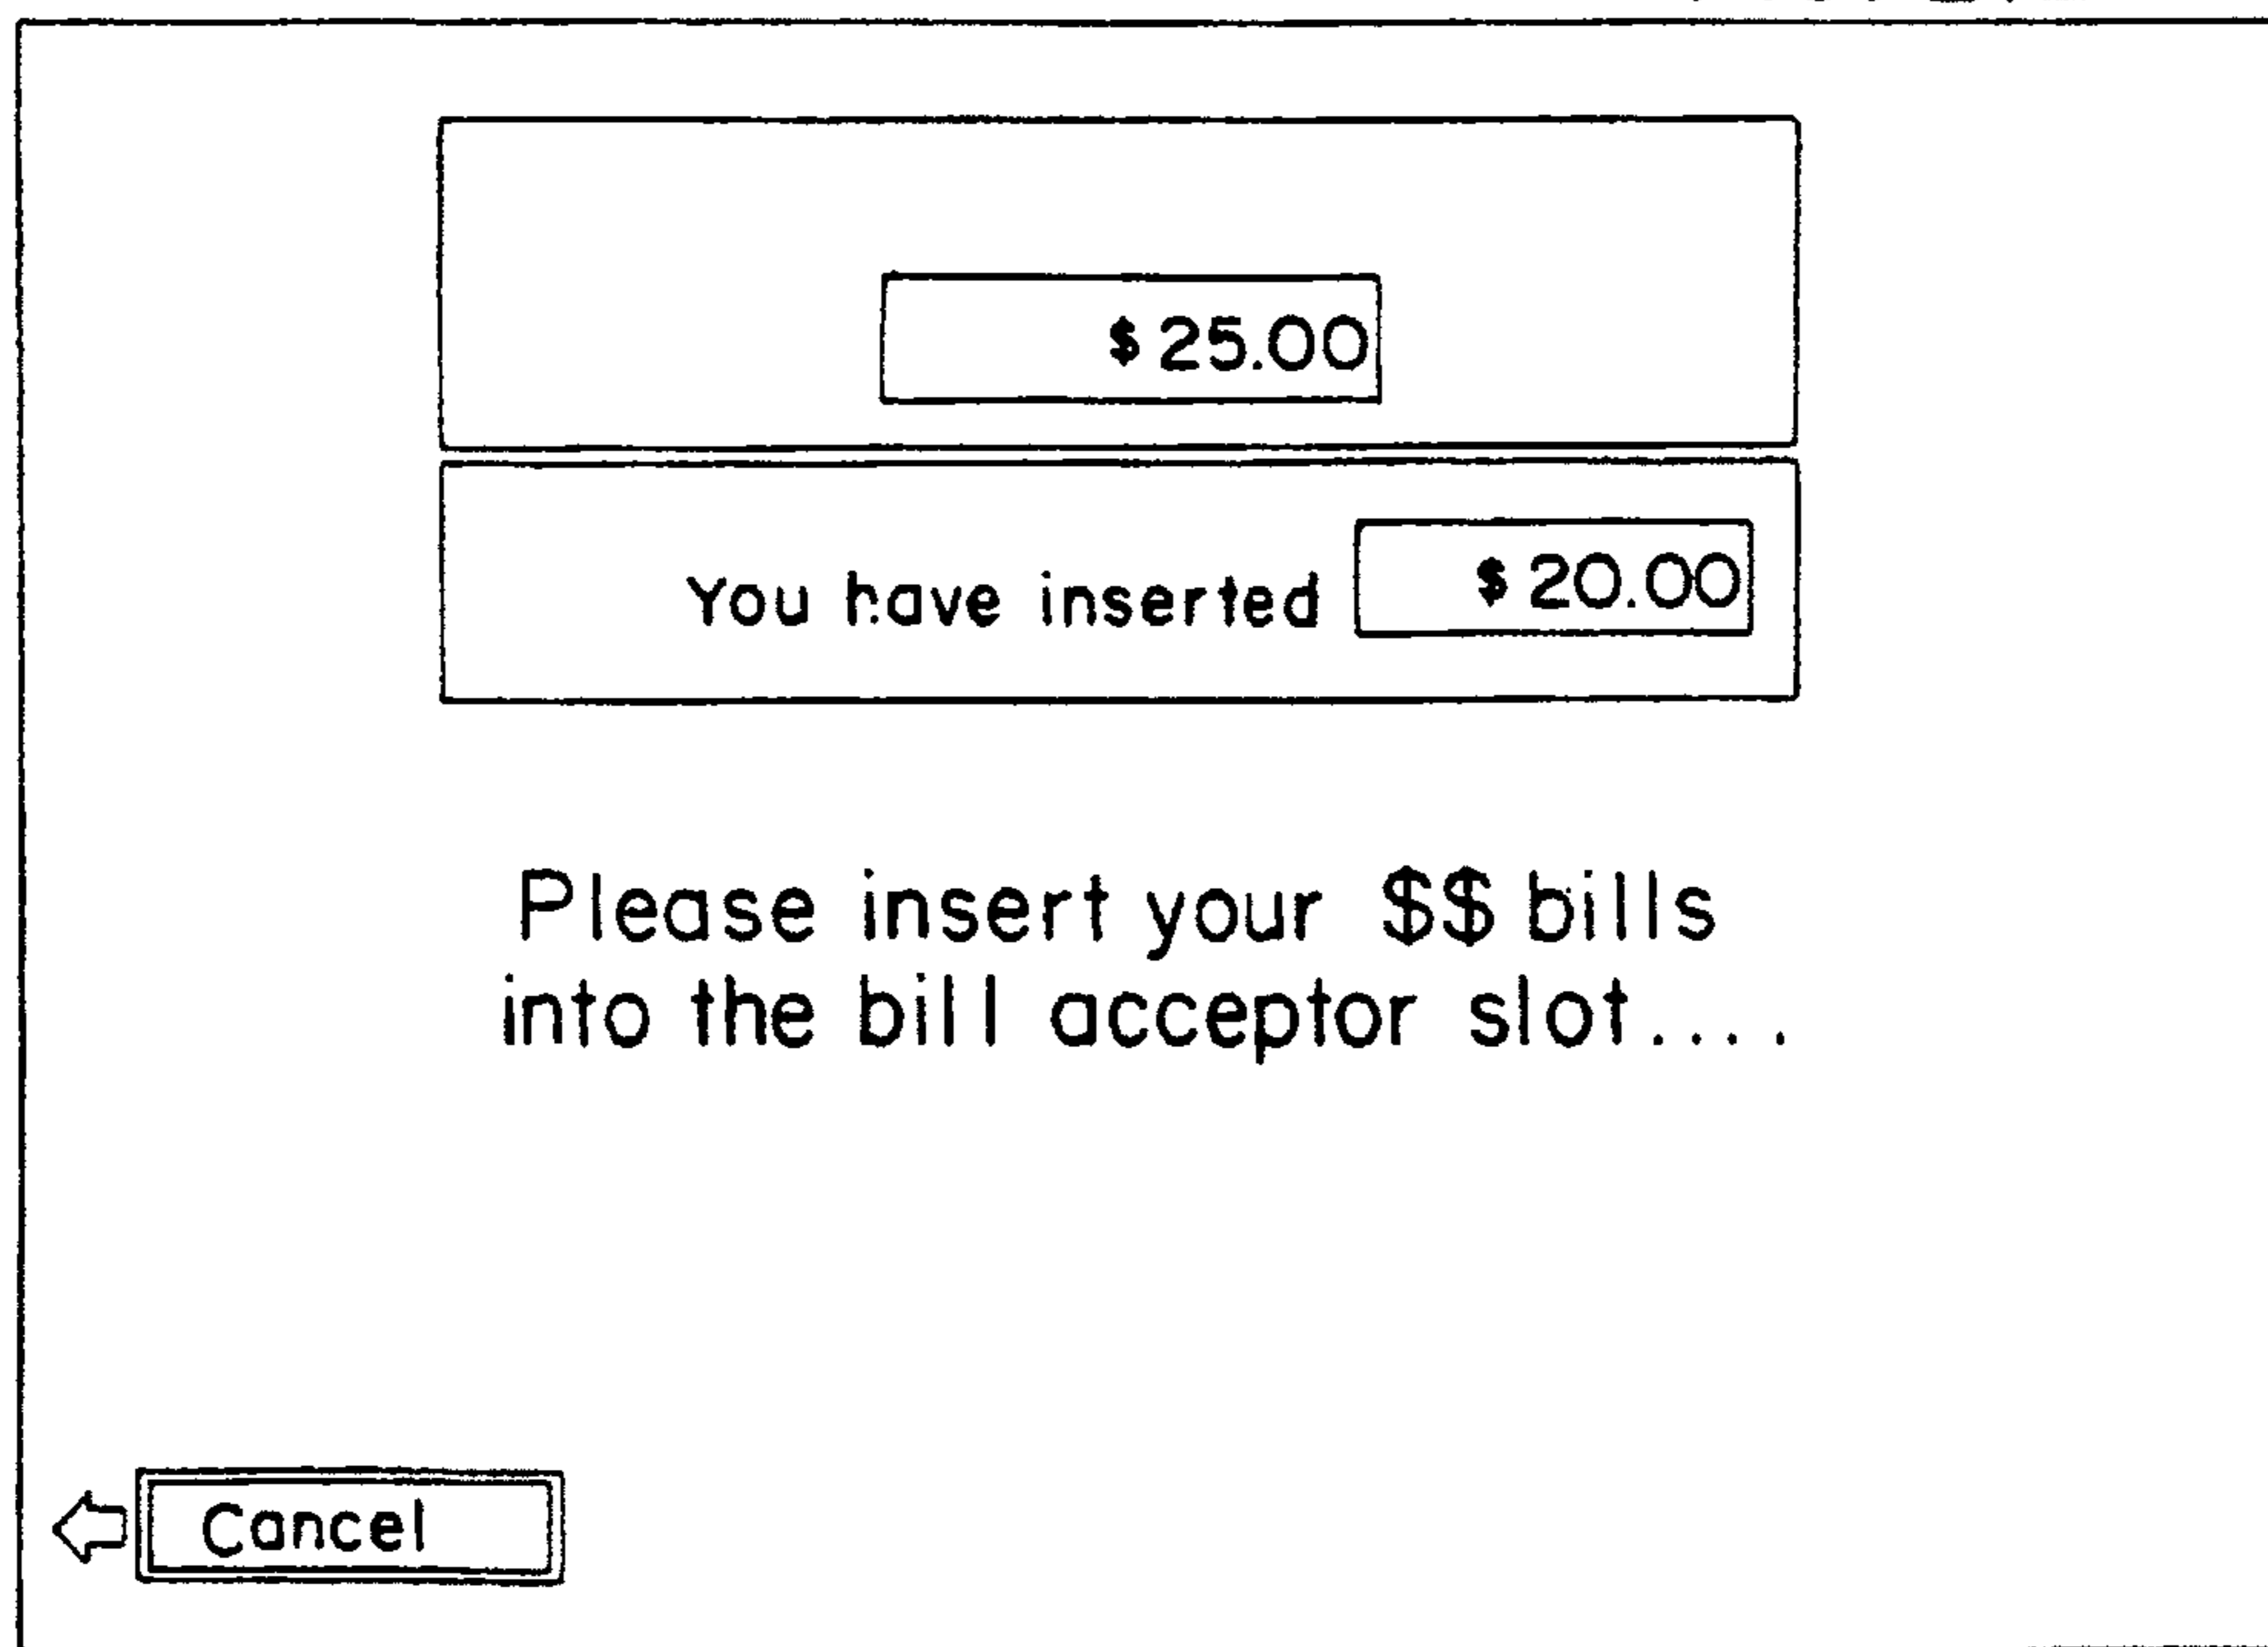 $25.00
You have inserted $20.00
Please insert your $$ bills
into the bill acceptor slot....
Cancel